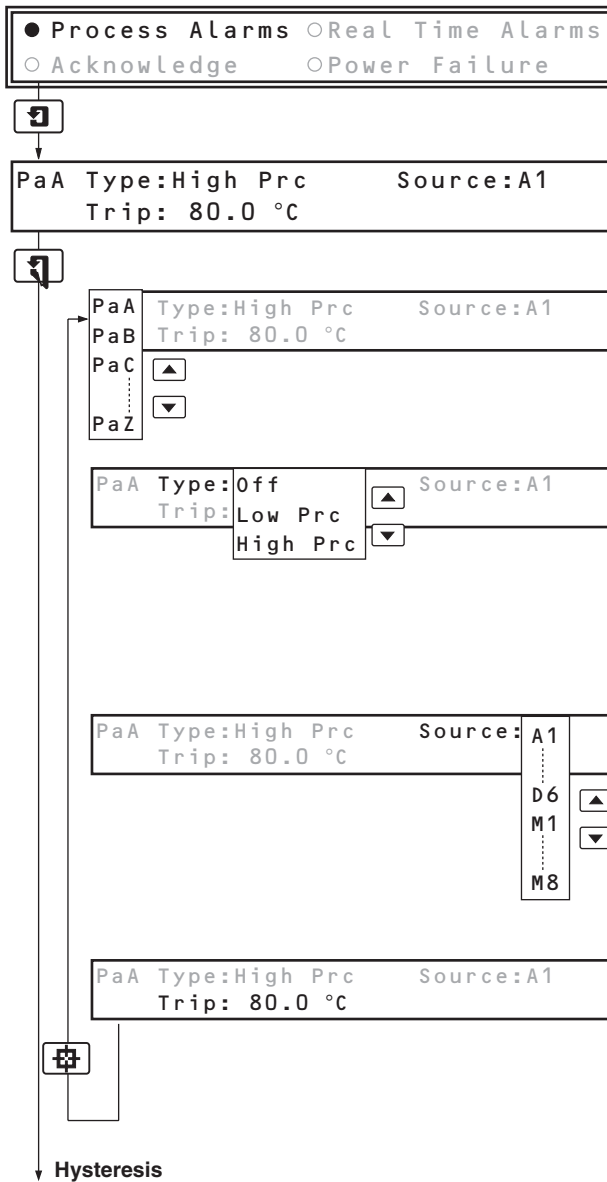 ● Process Alarms ○Real Time Alarms
○ Acknowledge ○Power Failure
PaA Type:High Prc Source:A1
Trip: 80.0 °C
PaA Type:High Prc Source:A1
PaB Trip: 80.0 °C
PaC
PaZ
PaA Type:Off Source:A1
Trip:Low Prc
High Prc
PaA Type:High Prc Source:A1
Trip: 80.0 °C
D6
M1
M8
PaA Type:High Prc Source:A1
Trip: 80.0 °C
Hysteresis